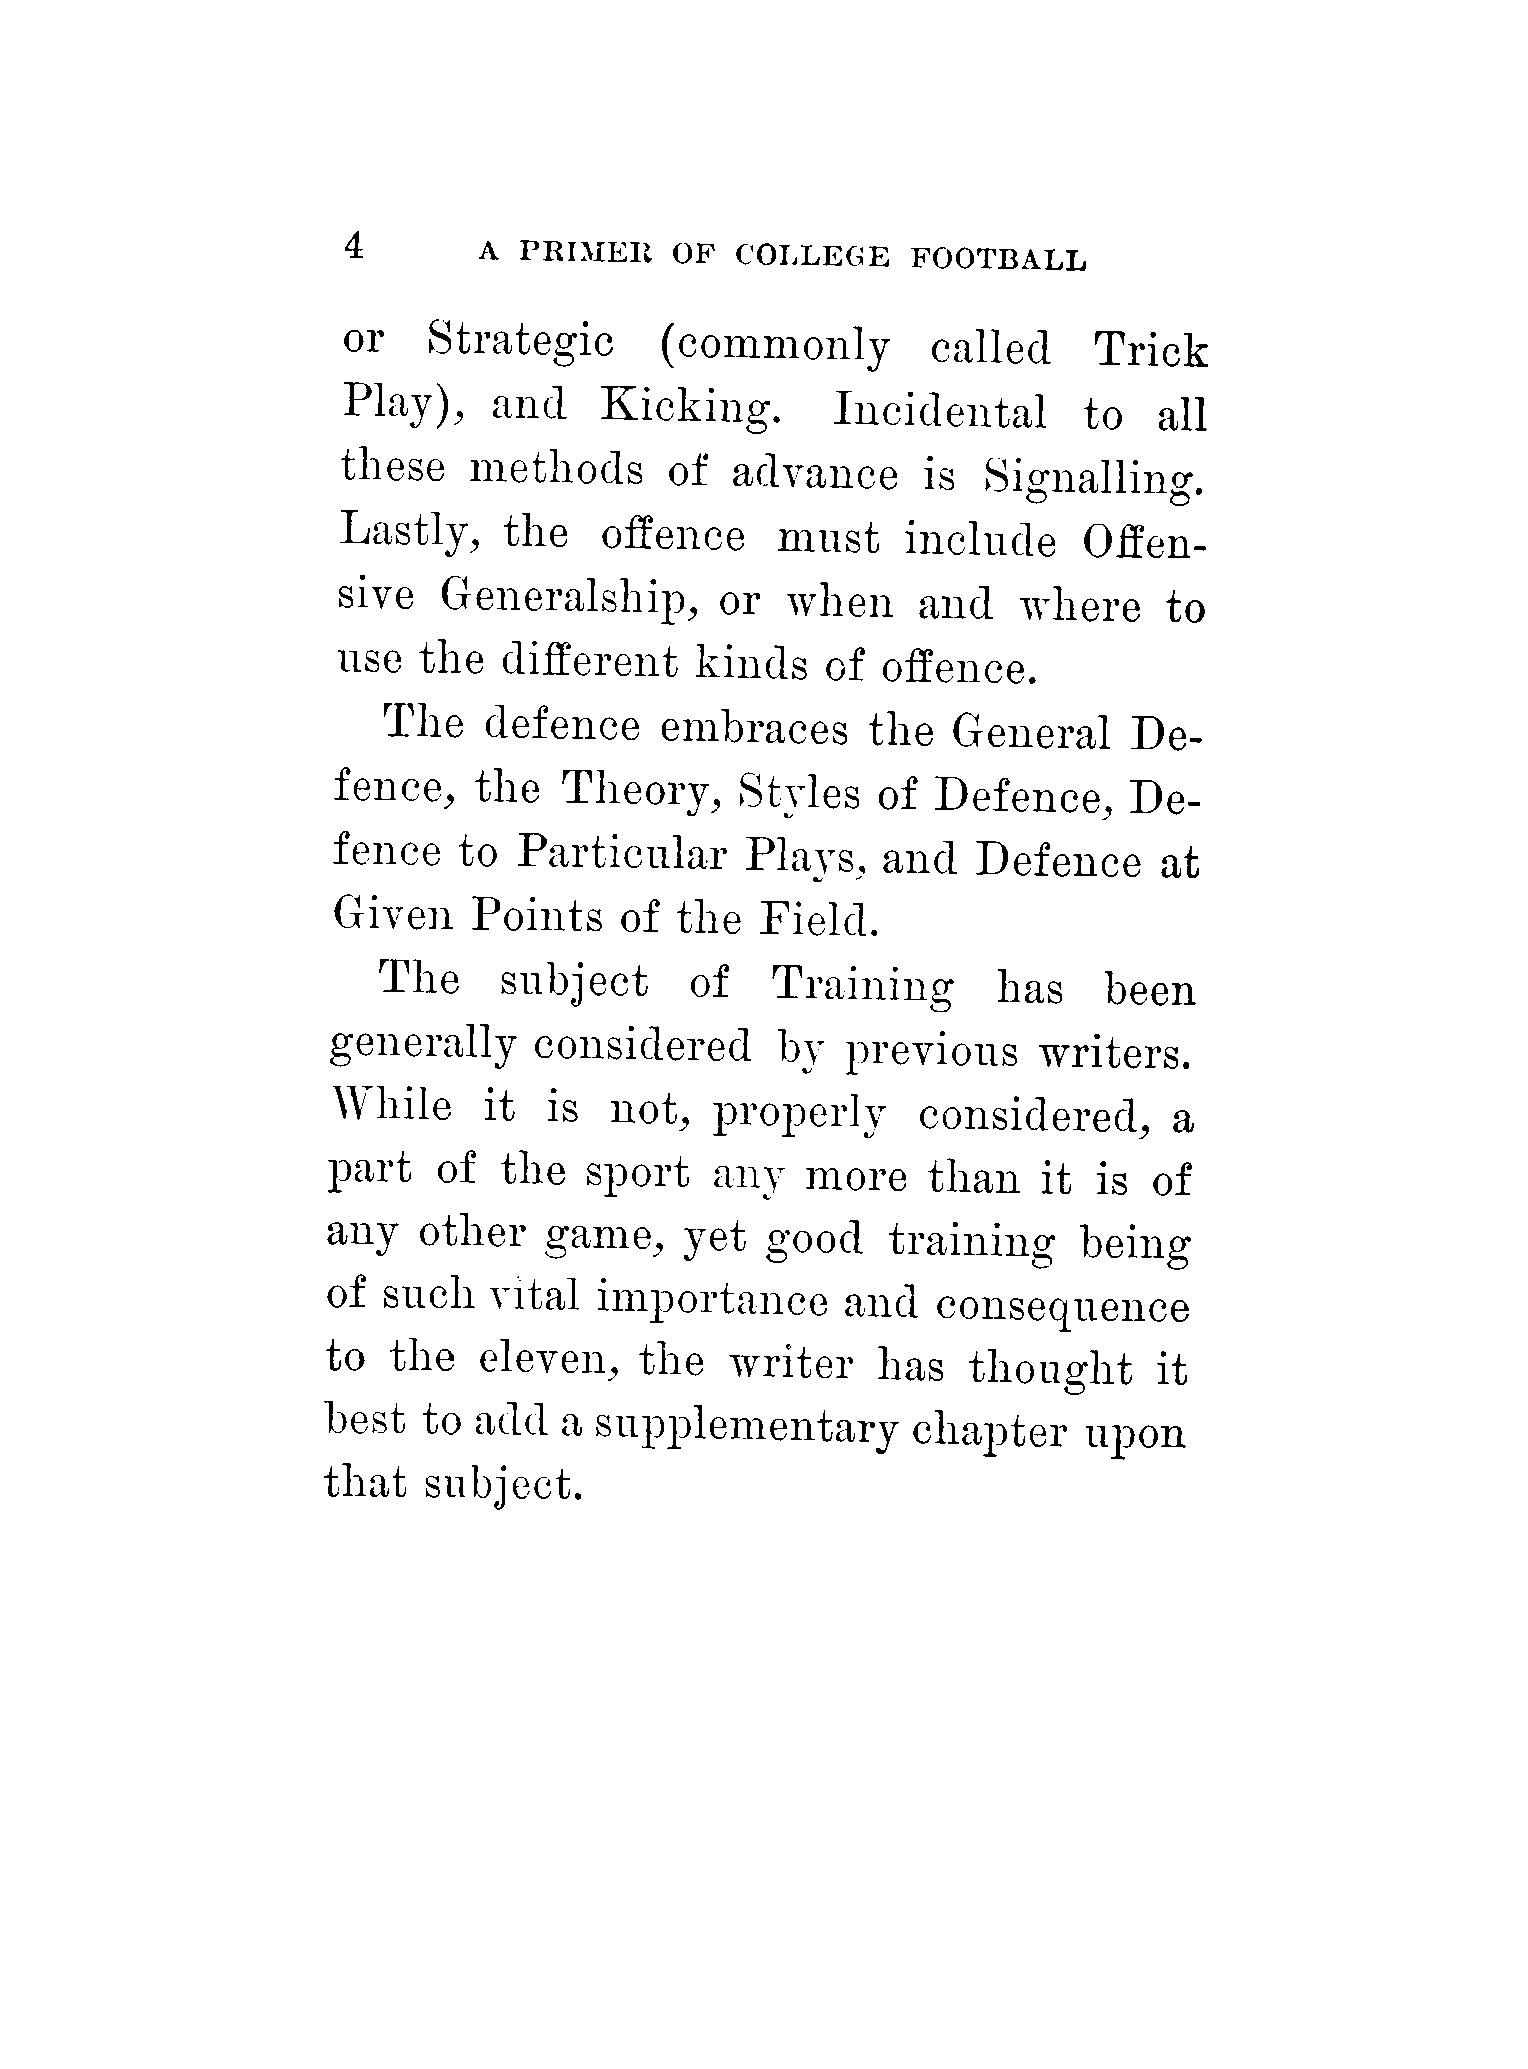 4 A PRIMER OF COLLEGE FOOTBALL
or Strategic (commonly called Trick
Play), and Kicking. Incidental to all
these methods of advance is Signalling.
Lastly, the offence must include Offen-
sive Generalship, or when and where to
use the different kinds of offence.
The defence embraces the General De-
fence, the Theory, Styles of Defence, De-
fence to Particular Plays, and Defence at
Given Points of the Field.
The subject of Training has been
generally considered by previous writers.
While it is not, properly considered, a
part of the sport any more than it is of
any other game, yet good training being
of such vital importance and consequence
to the eleven, the writer has thought it
best to add a supplementary chapter upon
that subject.